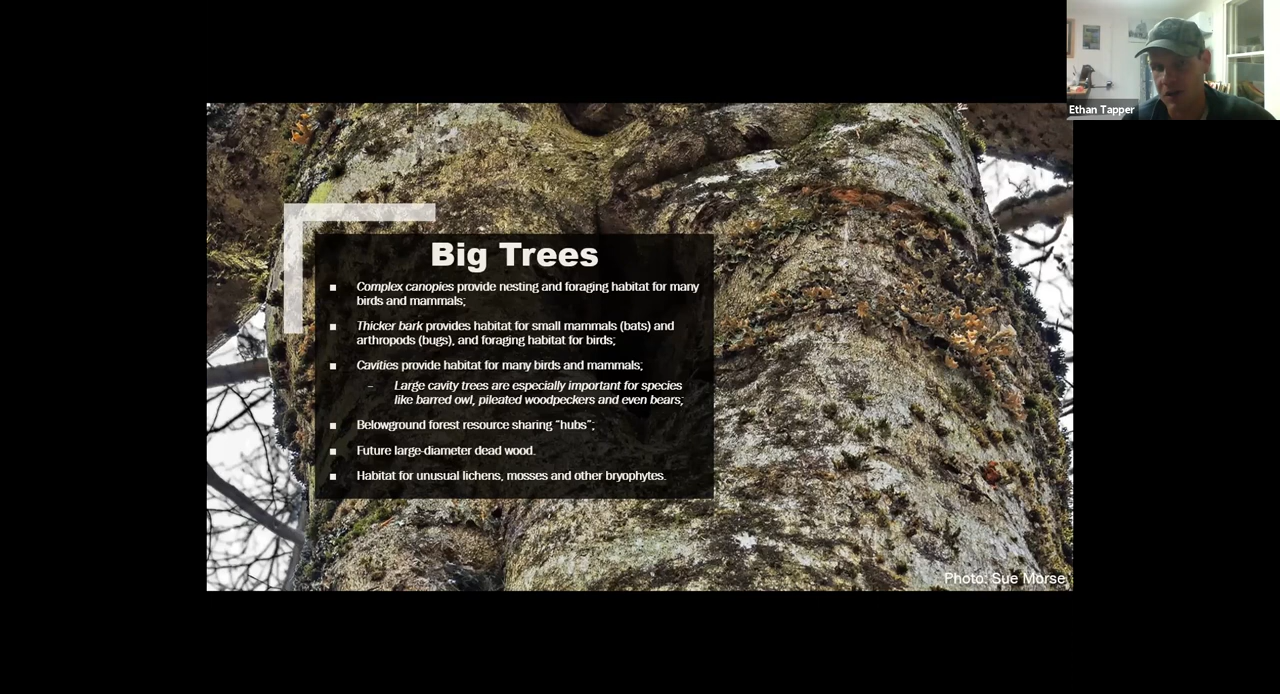 Ethan Tapper
Big Trees
Complex canopies provide nesting and foraging habitat for many
birds and mammals;
Thicker bark provides habitat for small mammals (bats) and
arthropods (bugs), and foraging habitat for birds;
Cavities provide habitat for many birds and mammals;
– Large cavity trees are especially important for species
like barred owl, pileated woodpeckers and even bears;
Belowground forest resource sharing “hubs”;
Future large-diameter dead wood.
Habitat for unusual lichens, mosses and other bryophytes.
Photo: Sue Morse